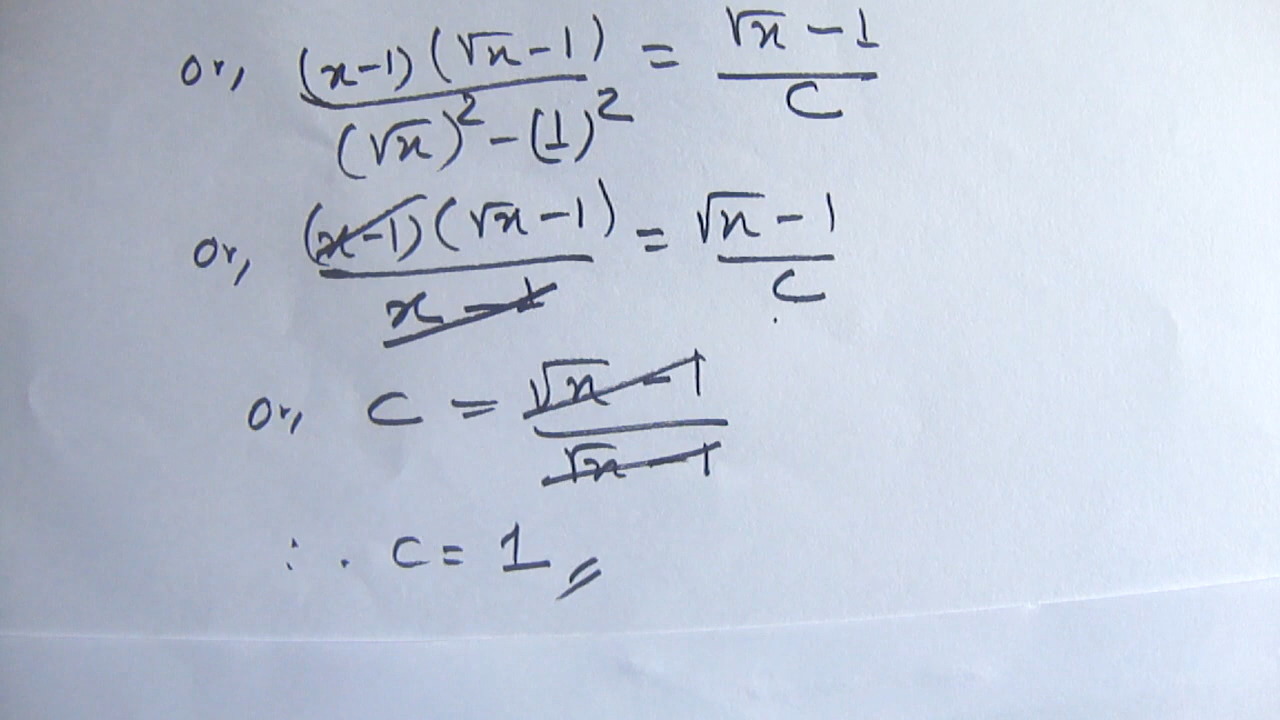 Or, (x-1)(√x-1)/(√x)²-(1)² = √x-1/C
Or, (x-1)(√x-1)/x-1 = √x-1/C
Or, C = √x-1/√x-1
∴ C = 1